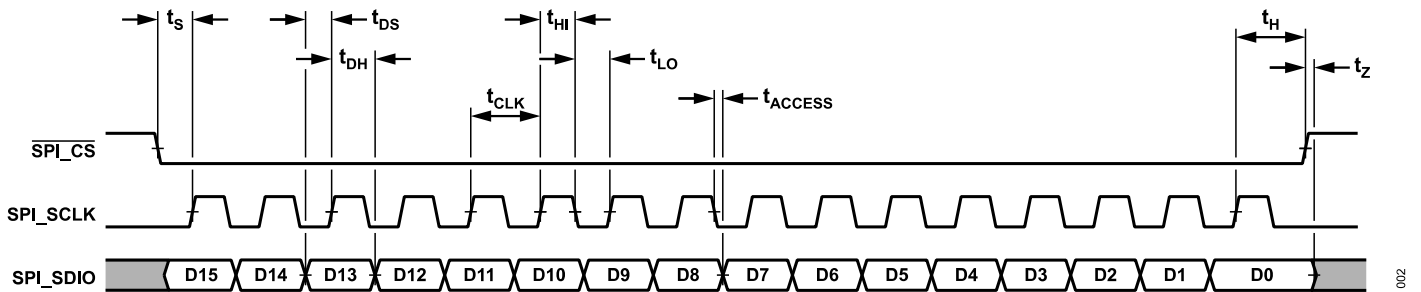 tS tDS tHI tH
tDH tLO tZ
tCLK tACCESS
SPI_CS
SPI_SCLK
SPI_SDIO D15 D14 D13 D12 D11 D10 D9 D8 D7 D6 D5 D4 D3 D2 D1 D0
002